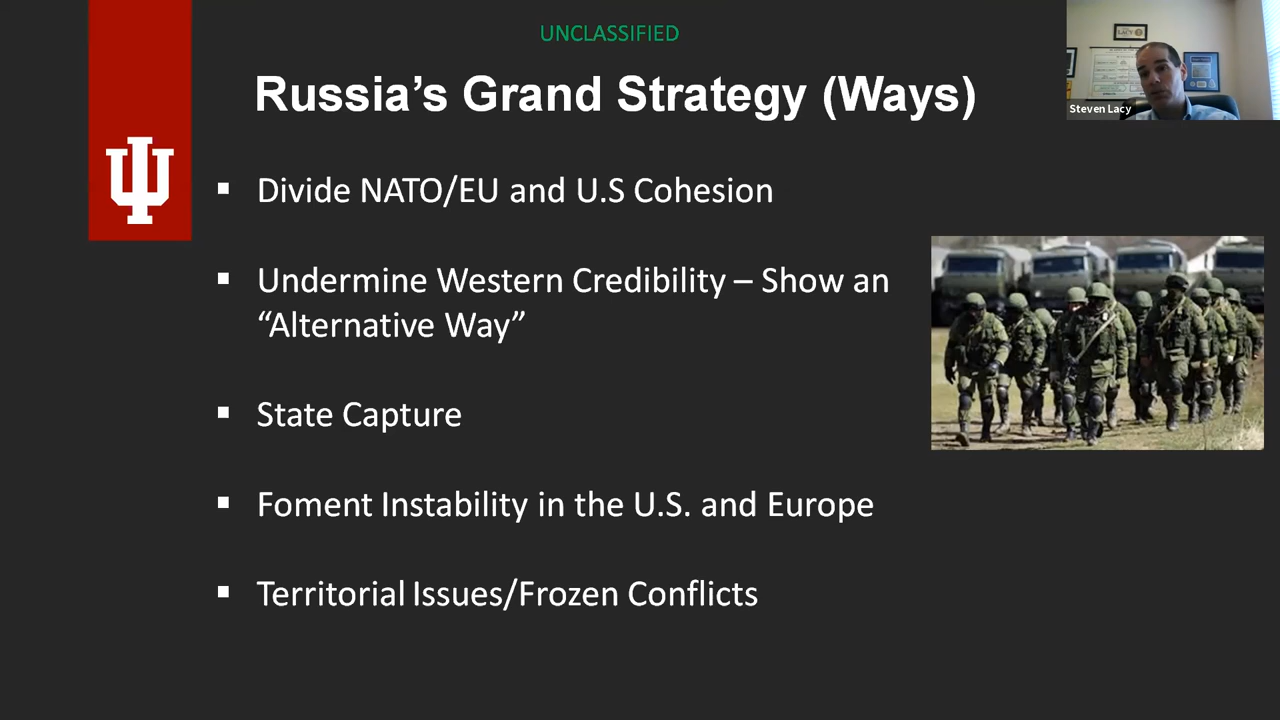 UNCLASSIFIED
Russia’s Grand Strategy (Ways)
Steven Lacy
▪ Divide NATO/EU and U.S Cohesion
▪ Undermine Western Credibility – Show an
“Alternative Way”
▪ State Capture
▪ Foment Instability in the U.S. and Europe
▪ Territorial Issues/Frozen Conflicts